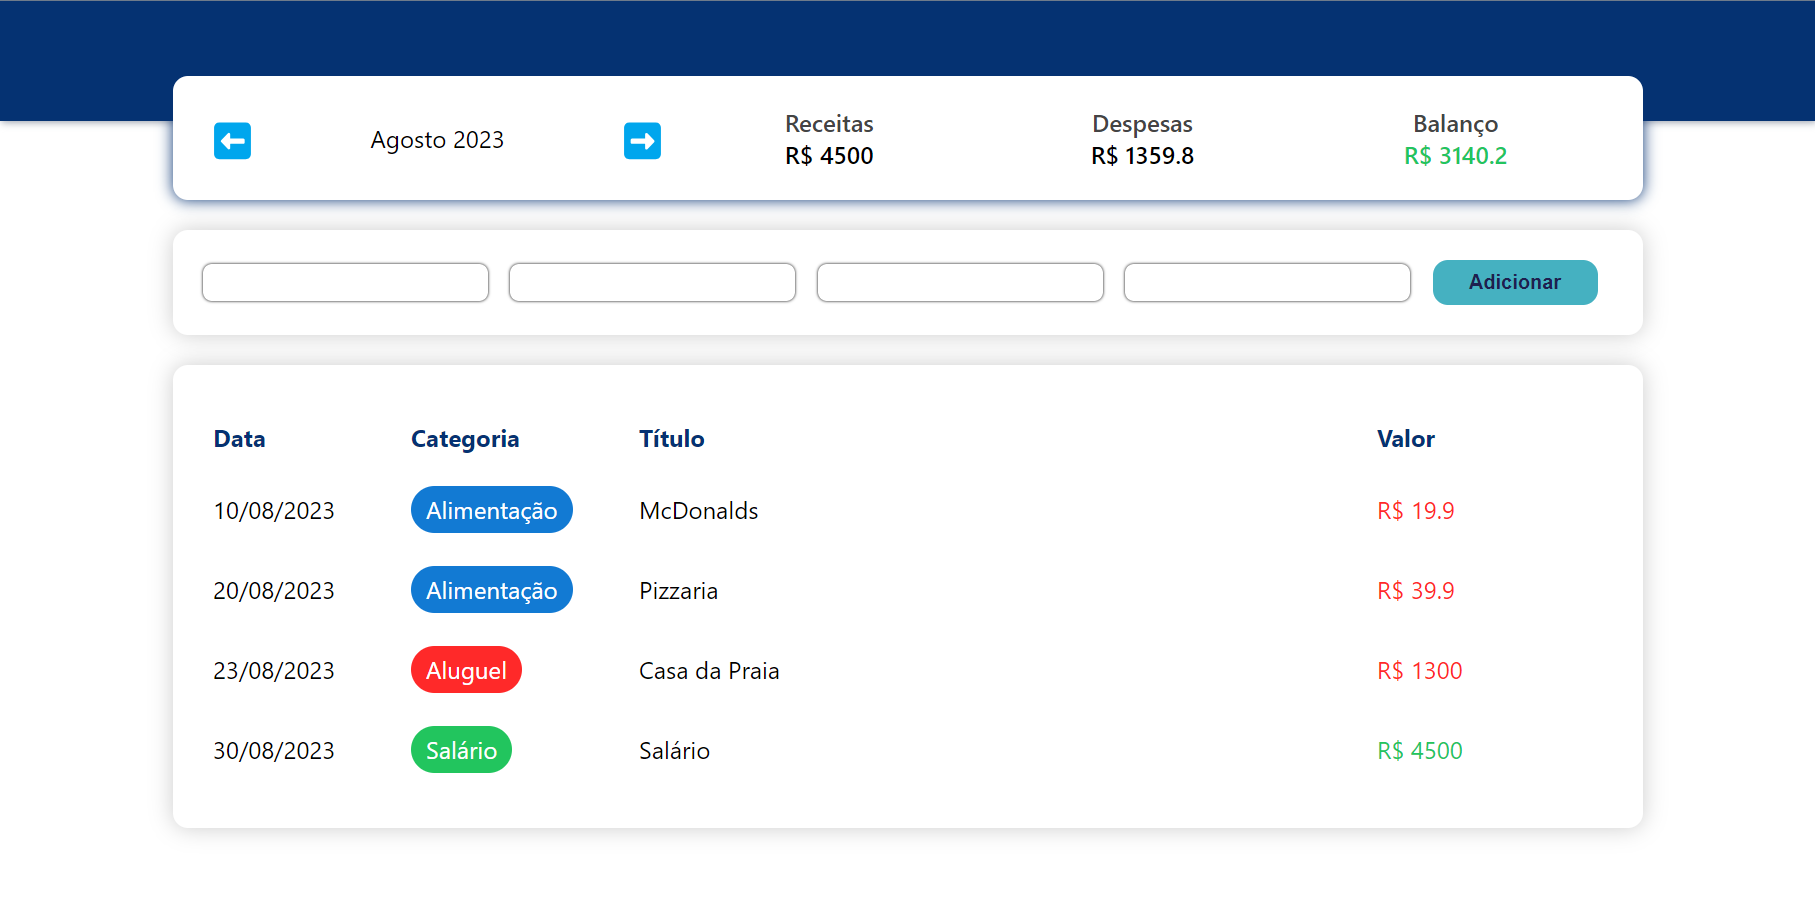 Agosto 2023
Receitas Despesas Balanço
R$ 4500 R$ 1359.8 R$ 3140.2
Adicionar
Data Categoria Título Valor
10/08/2023 Alimentação McDonalds R$ 19.9
20/08/2023 Alimentação Pizzaria R$ 39.9
23/08/2023 Aluguel Casa da Praia R$ 1300
30/08/2023 Salário Salário R$ 4500